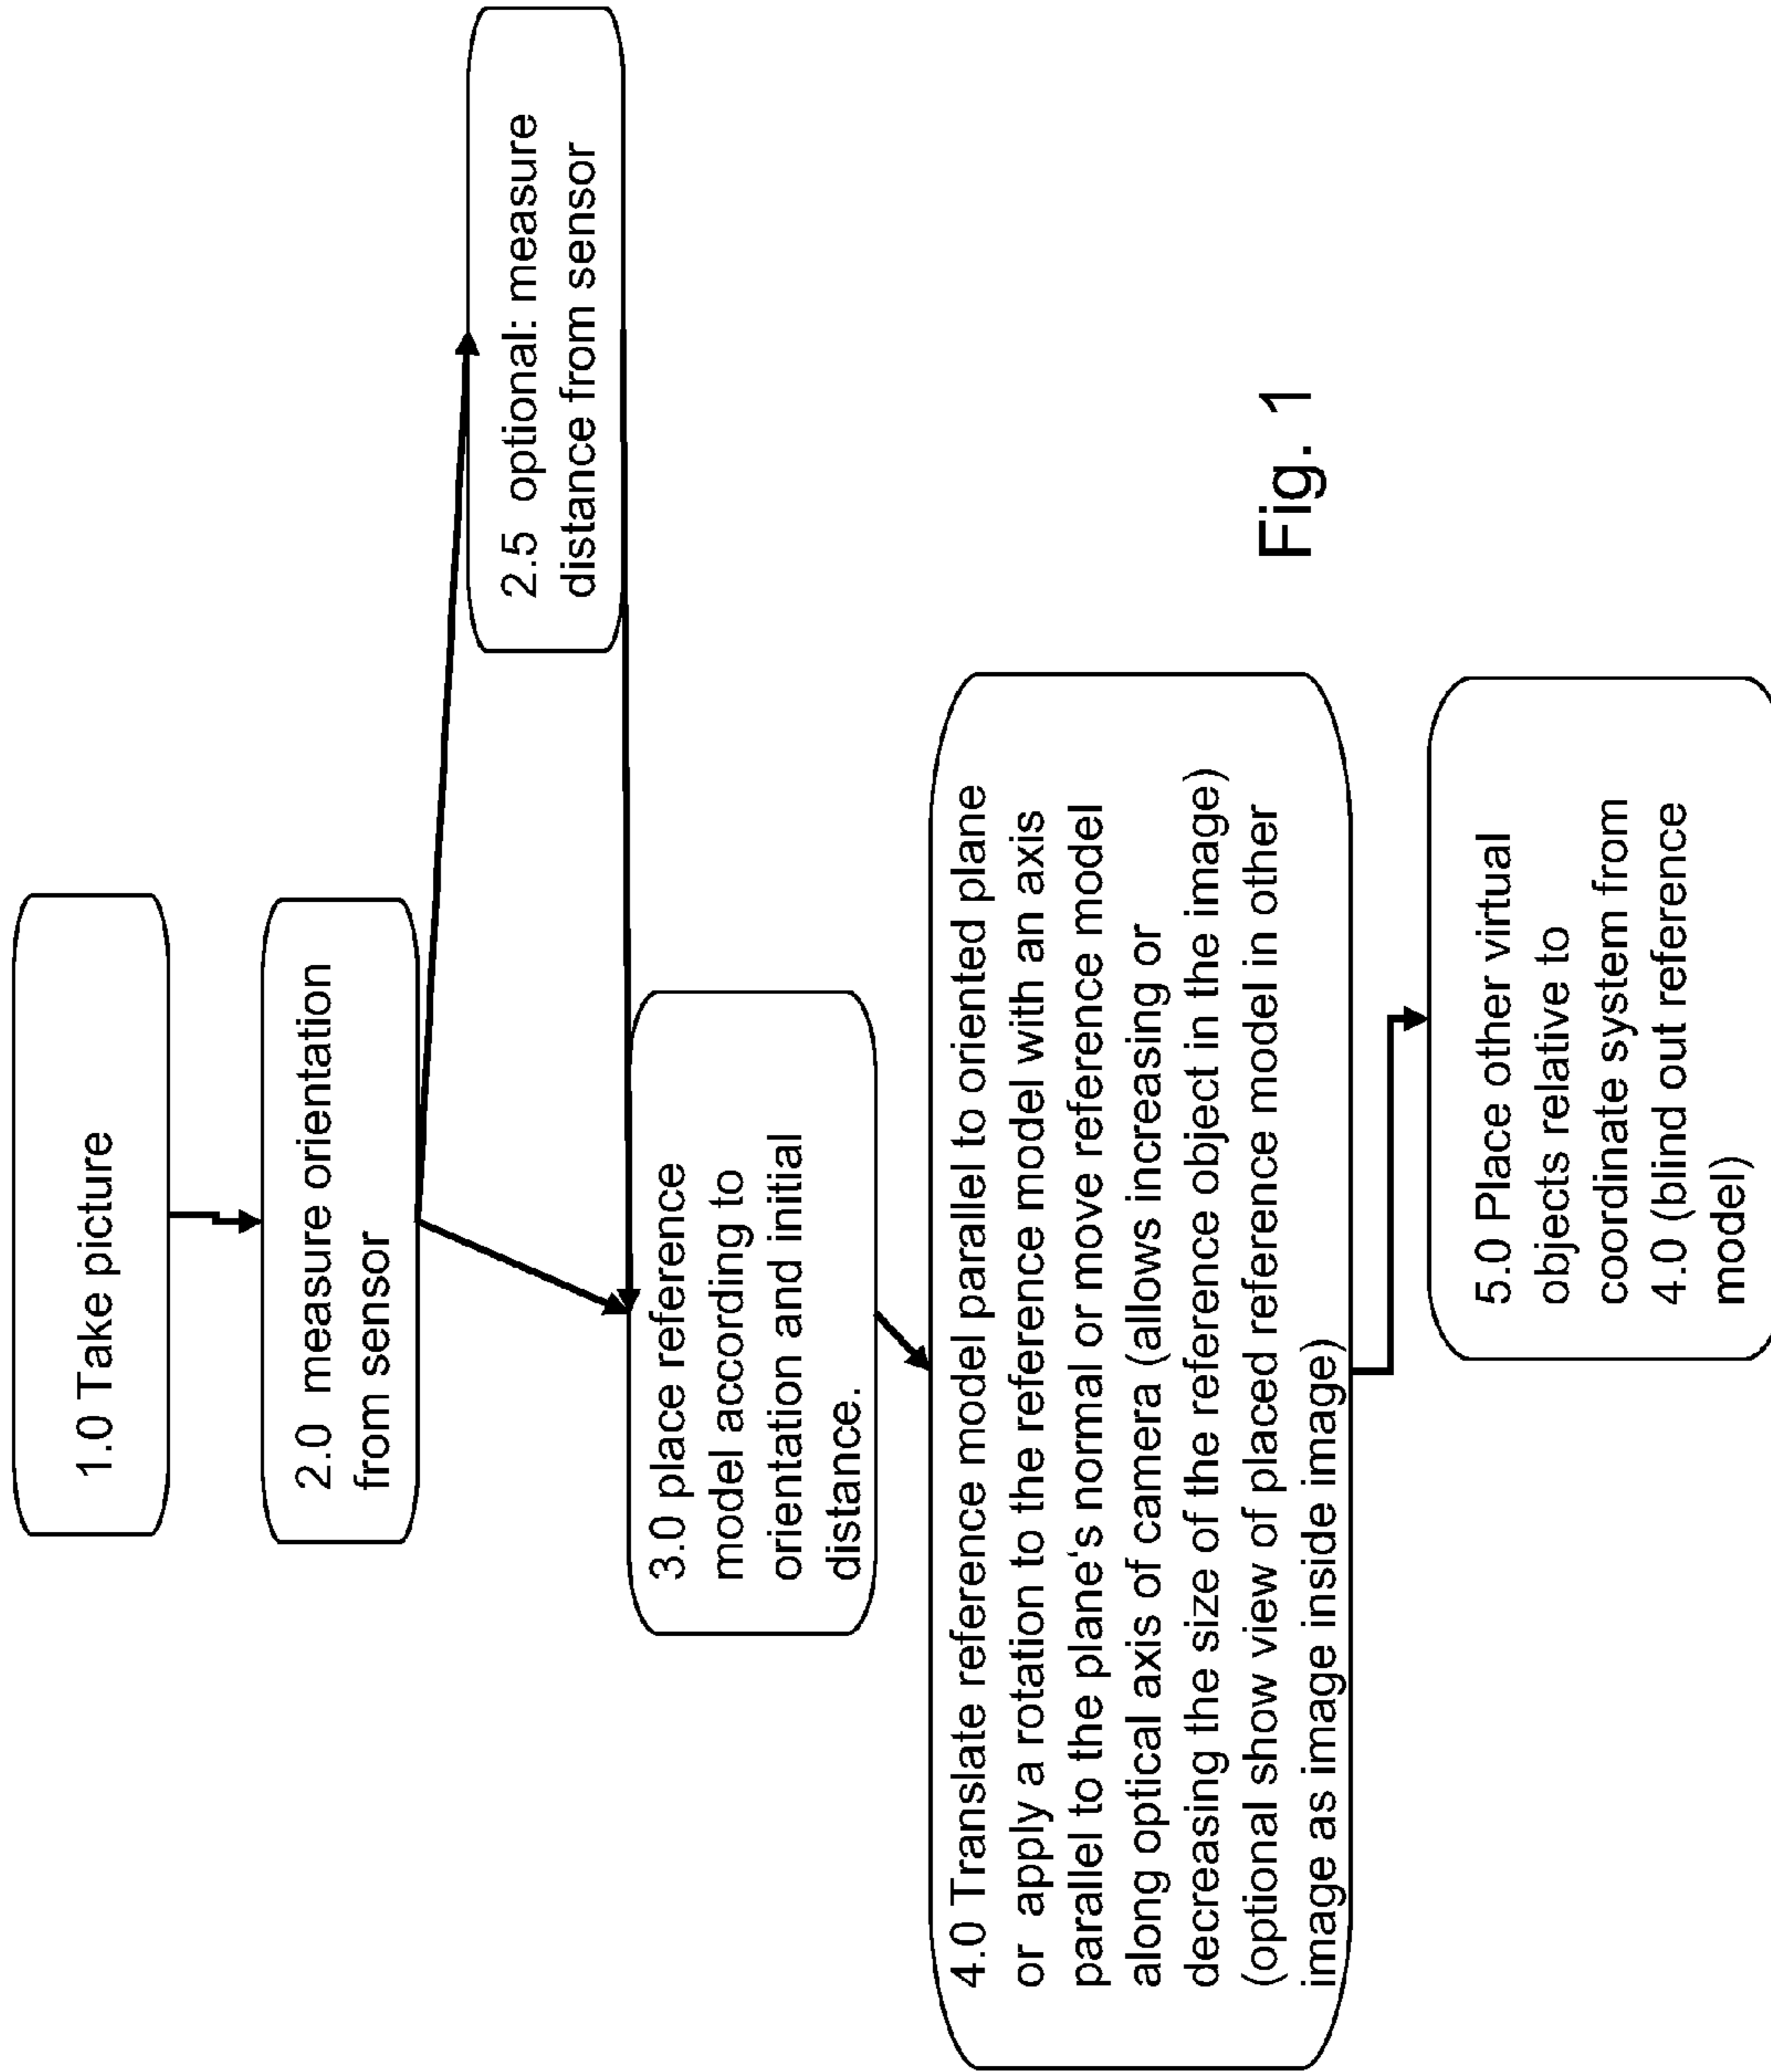 1.0 Take picture
2.0  measure orientation
from sensor
2.5  optional: measure
distance from sensor
3.0 place reference
model according to
orientation and initial
distance.
4.0 Translate reference model parallel to oriented plane
or apply a rotation to the reference model with an axis
parallel to the plane‘s normal or move reference model
along optical axis of camera (allows increasing or
decreasing the size of the reference object in the image)
(optional show view of placed reference model in other
image as image inside image)
5.0 Place other virtual
objects relative to
coordinate system from
4.0 (blind out reference
model)
Fig. 1